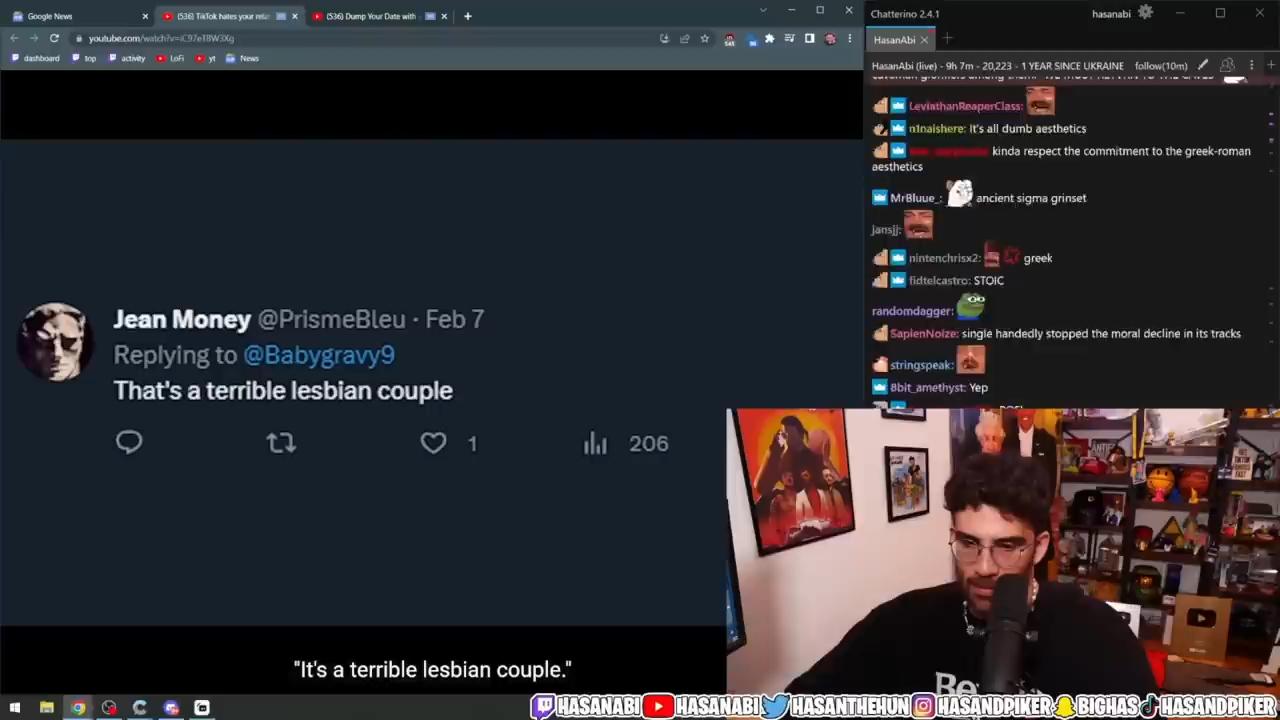 Google News
(536) TikTok hates your rela
(536) Dump Your Date with
youtube.com/watch?v=iC97eT8W3Xg
dashboard
top
activity
LoFi
yt
News
Jean Money @PrismeBleu · Feb 7
Replying to @Babygravy9
That's a terrible lesbian couple
1
206
"It's a terrible lesbian couple."
Chatterino 2.4.1
hasanabi
HasanAbi
HasanAbi (live) - 9h 7m - 20,223 - 1 YEAR SINCE UKRAINE
follow(10m)
LeviathanReaperClass:
n1naishere: It's all dumb aesthetics
kinda respect the commitment to the greek-roman
aesthetics
MrBluue_: ancient sigma grinset
jansjj:
nintenchrisx2: greek
fidtelcastro: STOIC
randomdagger:
SapienNoize: single handedly stopped the moral decline in its tracks
stringspeak:
8bit_amethyst: Yep
Be
HASANABI
HASANABI
HASANTHEHUN
HASANDPIKER
BIGHAS
HASANDPIKER